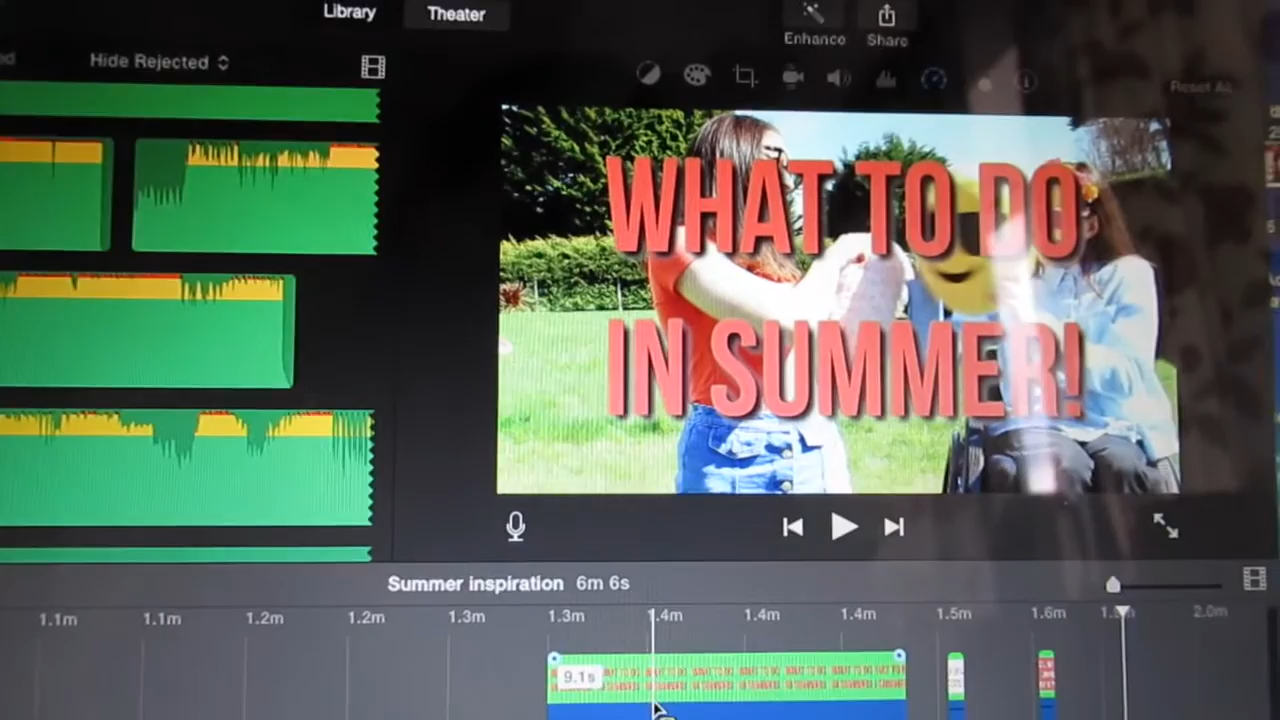 Library
Theater
Enhance
Share
Hide Rejected
Reset All
WHAT TO DO
IN SUMMER!
Summer inspiration 6m 6s
1.1m 1.1m 1.2m 1.2m 1.3m 1.3m 1.4m 1.4m 1.4m 1.5m 1.6m 2.0m
9.1s